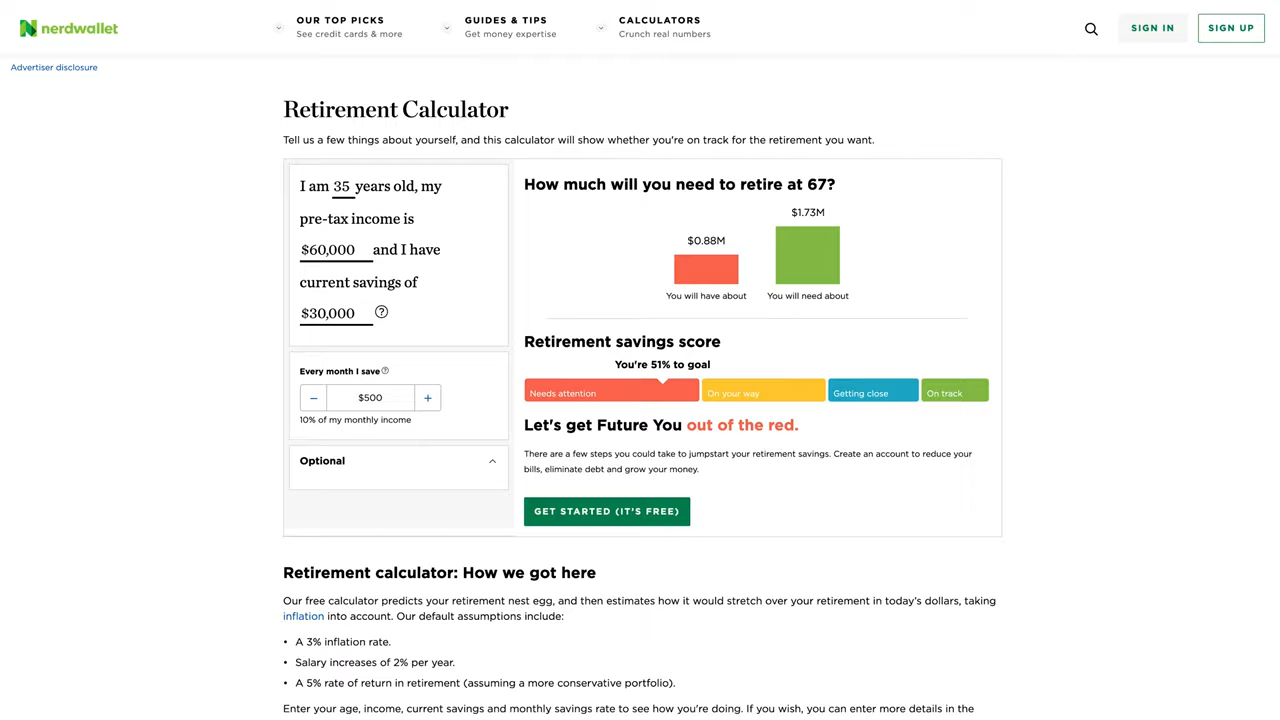 nerdwallet
OUR TOP PICKS
See credit cards & more
GUIDES & TIPS
Get money expertise
CALCULATORS
Crunch real numbers
SIGN IN
SIGN UP
Advertiser disclosure
Retirement Calculator
Tell us a few things about yourself, and this calculator will show whether you're on track for the retirement you want.
I am 35 years old, my
pre-tax income is
$60,000 and I have
current savings of
$30,000 ?
Every month I save ?
− $500 +
10% of my monthly income
Optional
How much will you need to retire at 67?
$0.88M
$1.73M
You will have about
You will need about
Retirement savings score
You're 51% to goal
Needs attention
On your way
Getting close
On track
Let's get Future You out of the red.
There are a few steps you could take to jumpstart your retirement savings. Create an account to reduce your
bills, eliminate debt and grow your money.
GET STARTED (IT'S FREE)
Retirement calculator: How we got here
Our free calculator predicts your retirement nest egg, and then estimates how it would stretch over your retirement in today's dollars, taking
inflation into account. Our default assumptions include:
• A 3% inflation rate.
• Salary increases of 2% per year.
• A 5% rate of return in retirement (assuming a more conservative portfolio).
Enter your age, income, current savings and monthly savings rate to see how you're doing. If you wish, you can enter more details in the